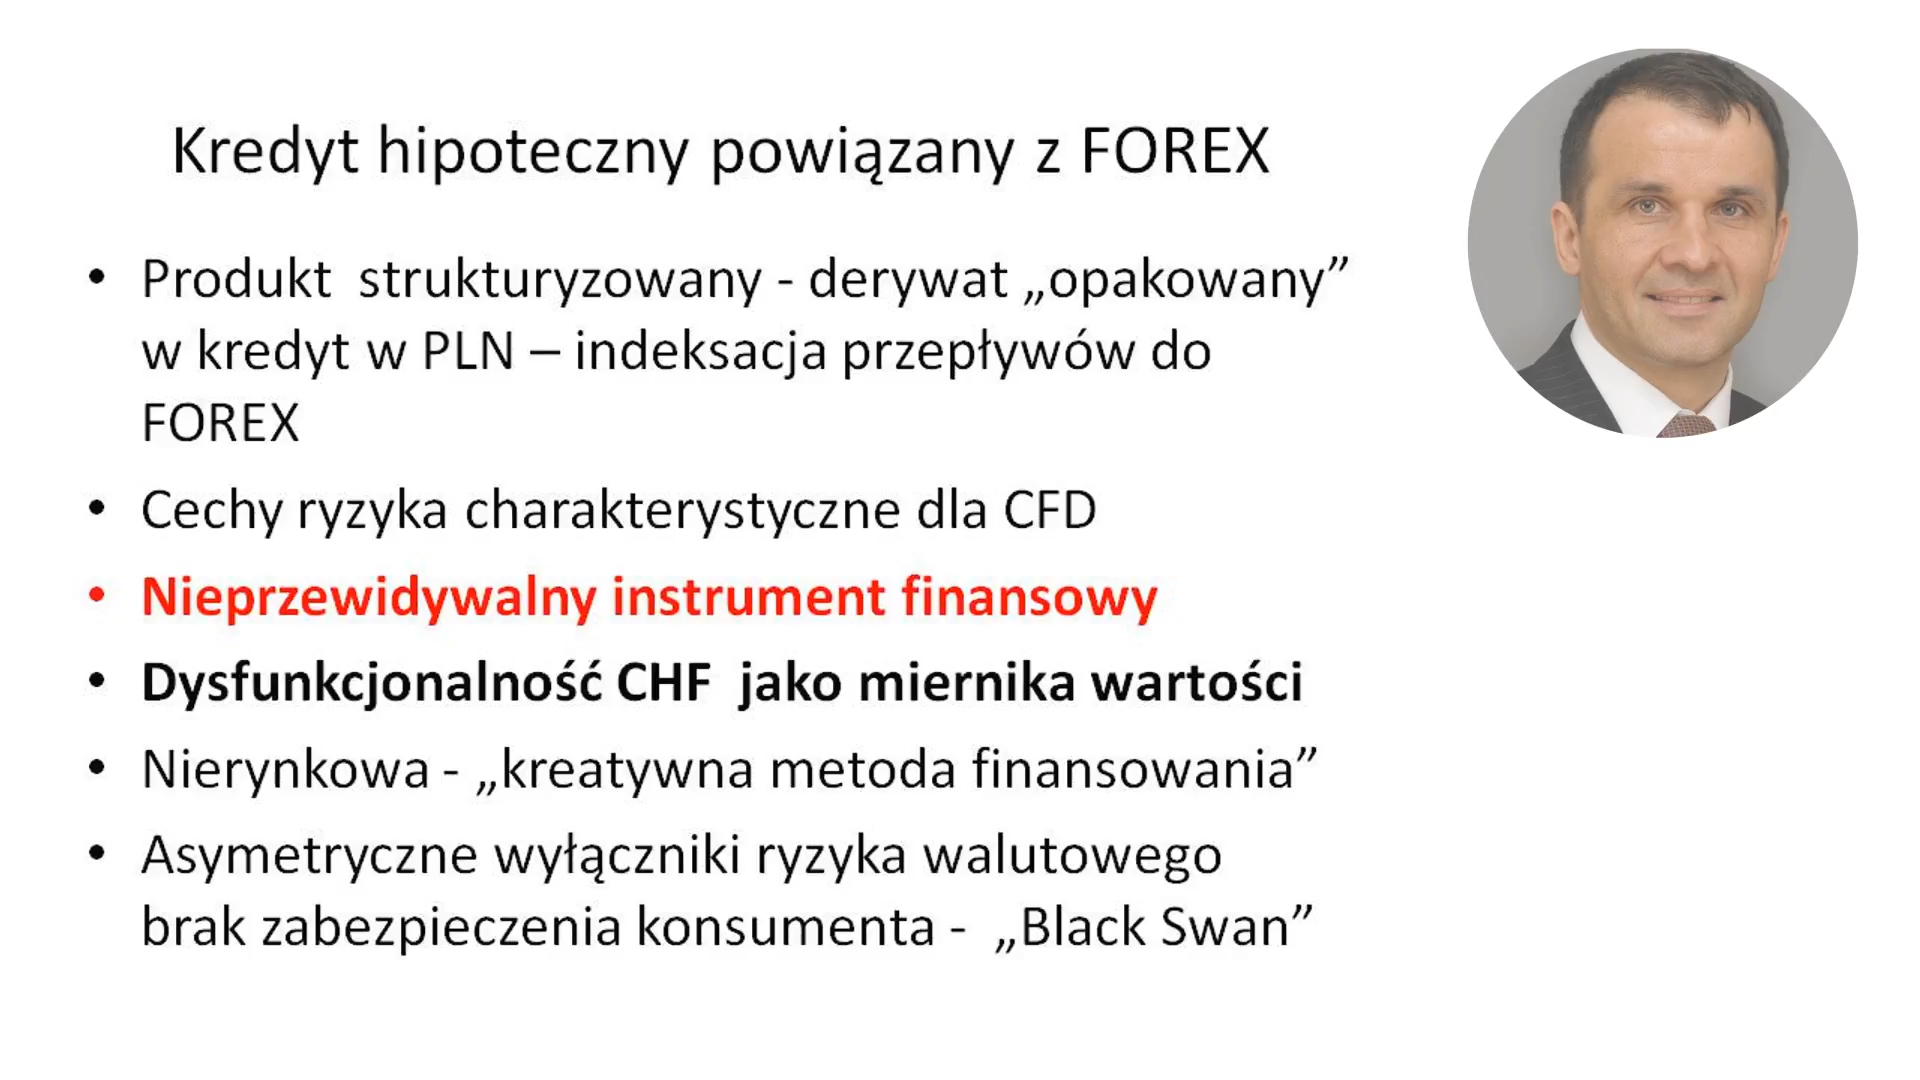 Kredyt hipoteczny powiązany z FOREX
• Produkt strukturyzowany - derywat „opakowany”
w kredyt w PLN – indeksacja przepływów do
FOREX
• Cechy ryzyka charakterystyczne dla CFD
• Nieprzewidywalny instrument finansowy
• Dysfunkcjonalność CHF jako miernika wartości
• Nierynkowa - „kreatywna metoda finansowania”
• Asymetryczne wyłączniki ryzyka walutowego
brak zabezpieczenia konsumenta - „Black Swan”